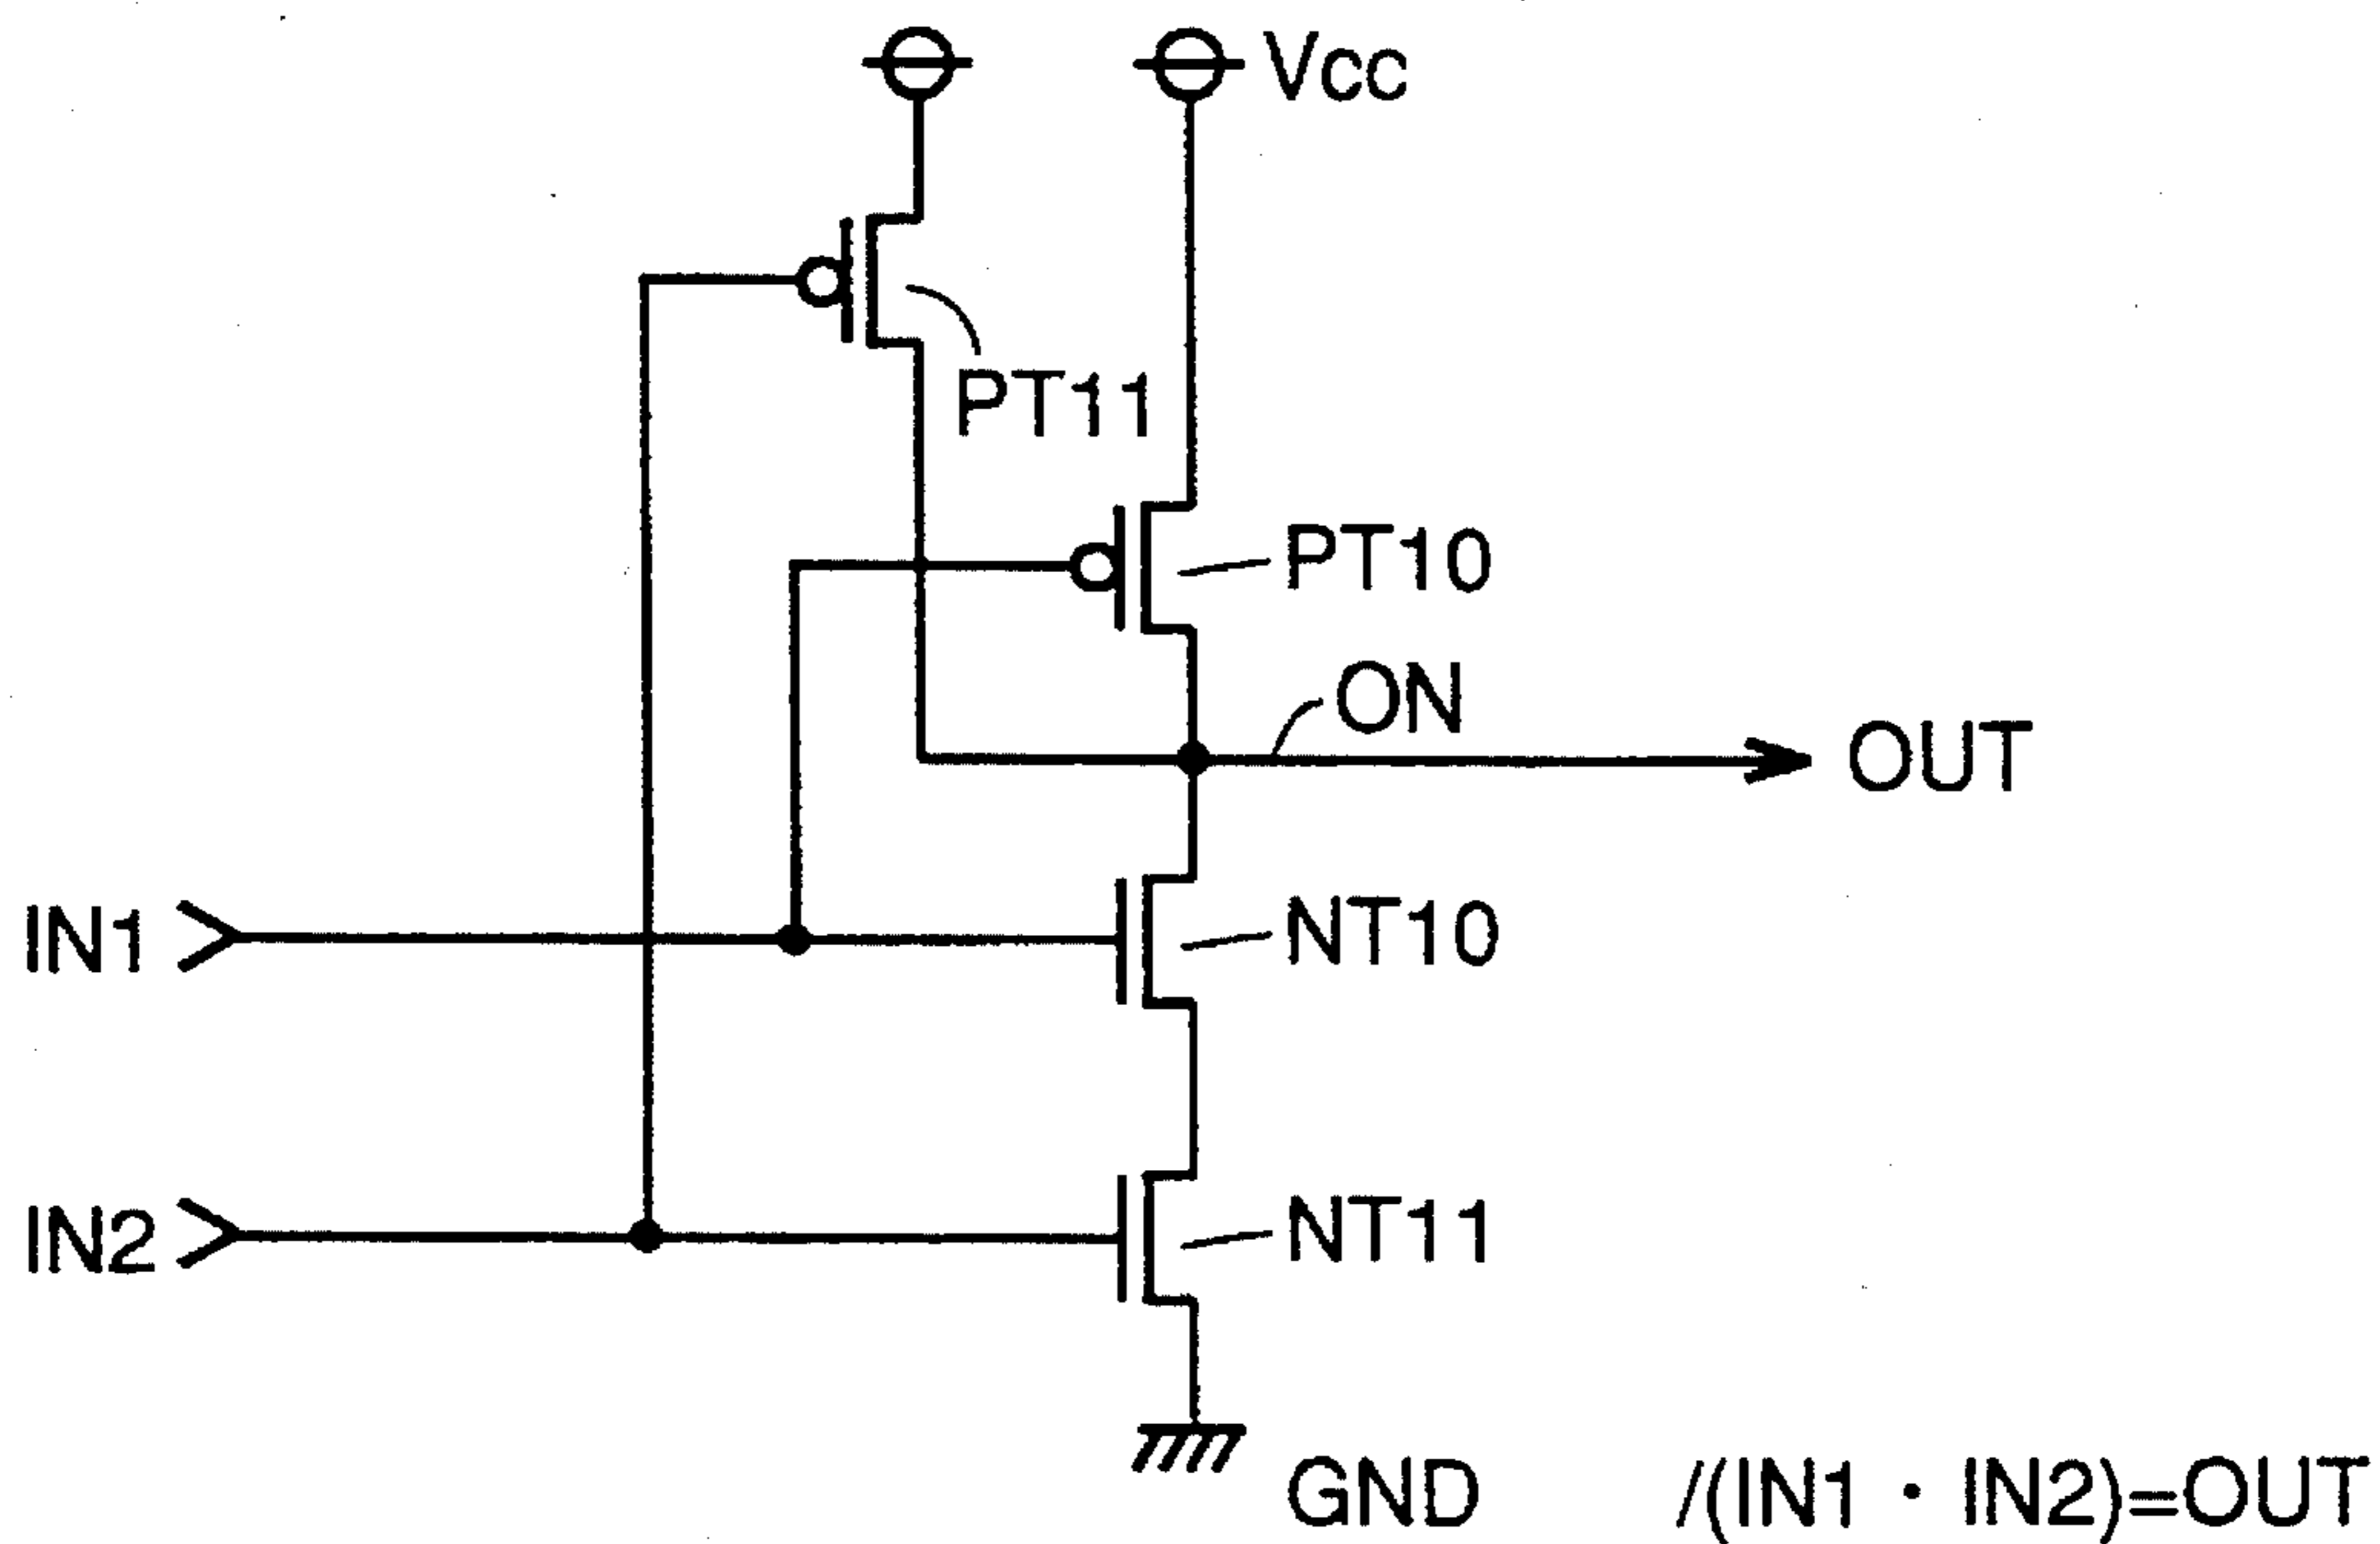 Vcc
PT11
PT10
ON
OUT
IN1
NT10
IN2
NT11
GND
/(IN1 · IN2)=OUT